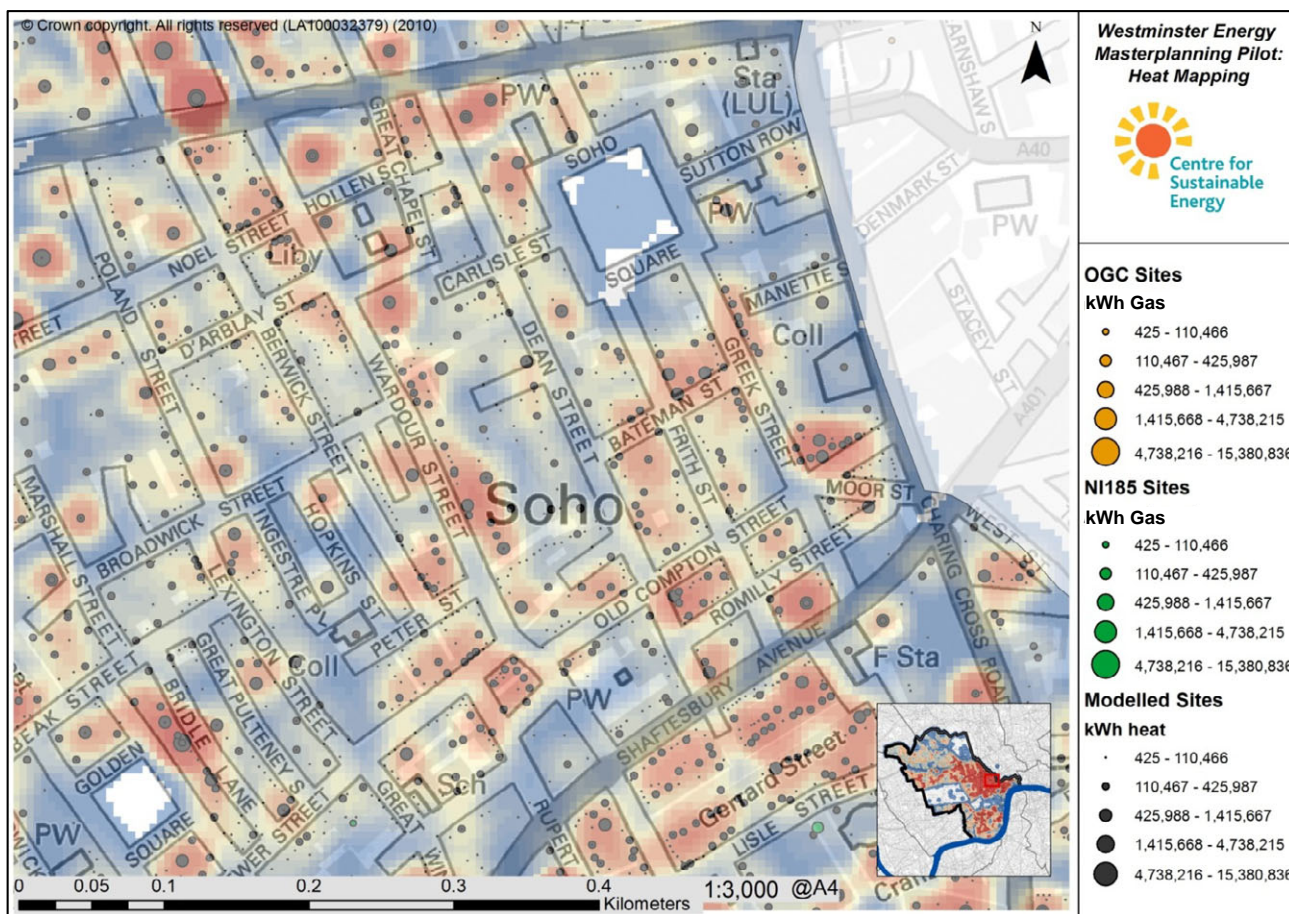 © Crown copyright. All rights reserved (LAT00032379) (2010)
N
Sta
(LUL)
PW
SOHO
SUTTON ROW
EARNSHAW S
A40
DENMARK ST
PW
PW
GREAT CHAPEL ST
HOLLEN ST
NOEL STREET
Liby
CARLISLE ST
SQUARE
MANETTE S
STACEY ST
Coll
POLAND STREET
D'ARBLAY ST
BERWICK STREET
WARDOUR STREET
DEAN STREET
BATEMAN ST
FRITH ST
GREEK STREET
A401
STREET
MARSHALL STREET
BROADWICK STREET
INGESTRE P
HOPKINS ST
Soho
MOOR ST
CHARING CROSS ROAD
WEST ST
LEXINGTON STREET
GREAT PULTENEY S
PETER ST
OLD COMPTON STREET
ROMILLY STREET
Coll
PW
SHAFTESBURY AVENUE
F Sta
BEAK STREET
BRIDLE LANE
GOLDEN SQUARE
PW
Sch
GREAT WIN
RUPERT
Gerrard Street
LISLE STREET
Cran
0 0.05 0.1 0.2 0.3 0.4
Kilometers
1:3,000 @A4
Westminster Energy
Masterplanning Pilot:
Heat Mapping
Centre for
Sustainable
Energy
OGC Sites
kWh Gas
425 - 110,466
110,467 - 425,987
425,988 - 1,415,667
1,415,668 - 4,738,215
4,738,216 - 15,380,836
NI185 Sites
kWh Gas
425 - 110,466
110,467 - 425,987
425,988 - 1,415,667
1,415,668 - 4,738,215
4,738,216 - 15,380,836
Modelled Sites
kWh heat
425 - 110,466
110,467 - 425,987
425,988 - 1,415,667
1,415,668 - 4,738,215
4,738,216 - 15,380,836